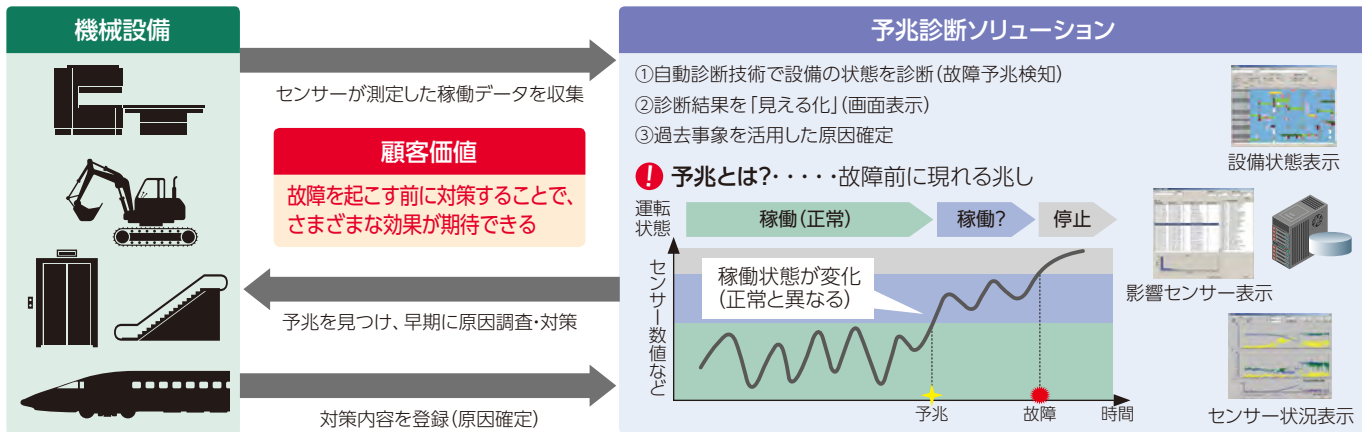 機械設備
センサーが測定した稼働データを収集
顧客価値
故障を起こす前に対策することで、
さまざまな効果が期待できる
予兆を見つけ、早期に原因調査・対策
対策内容を登録（原因確定）
予兆診断ソリューション
①自動診断技術で設備の状態を診断（故障予兆検知）
②診断結果を「見える化」（画面表示）
③過去事象を活用した原因確定
! 予兆とは?・・・・・故障前に現れる兆し
運転
状態
稼働（正常）
稼働?
停止
センサー数値など
稼働状態が変化
（正常と異なる）
予兆
故障
時間
設備状態表示
影響センサー表示
センサー状況表示